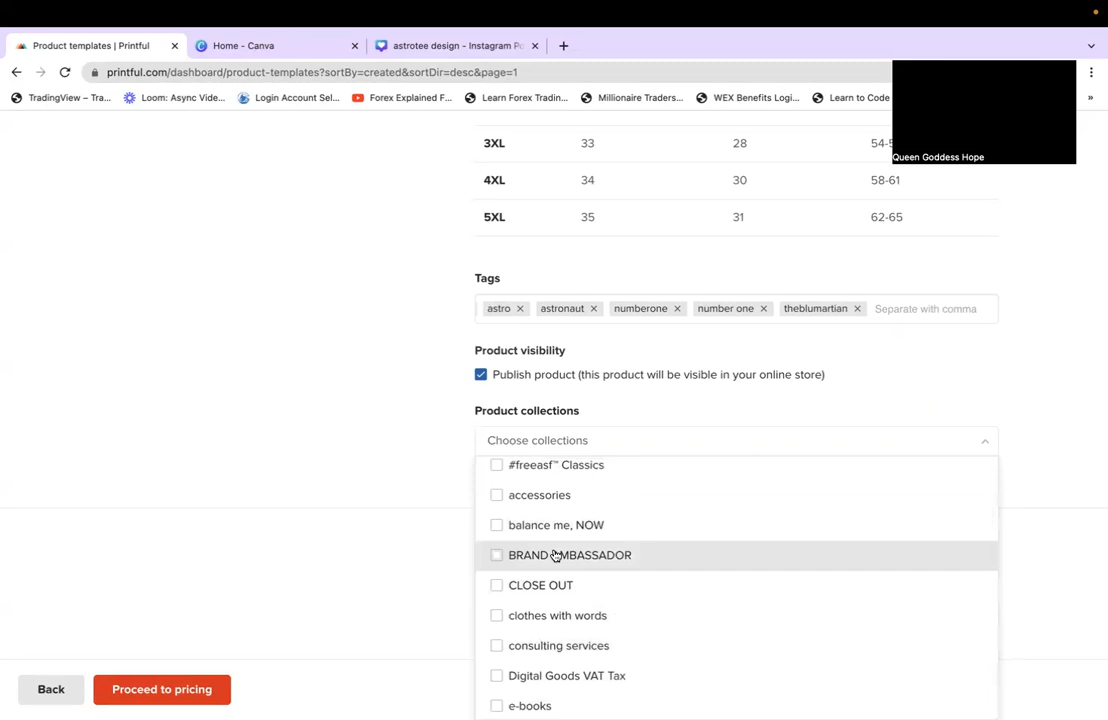 Product templates | Printful
Home - Canva
astrotee design - Instagram Po
printful.com/dashboard/product-templates?sortBy=created&sortDir=desc&page=1
TradingView – Tra...
Loom: Async Vide...
Login Account Sel...
Forex Explained F...
Learn Forex Tradin...
Millionaire Traders...
WEX Benefits Logi...
Learn to Code
Queen Goddess Hope
3XL 33 28
4XL 34 30 58-61
5XL 35 31 62-65
Tags
astro astronaut numberone number one theblumartian Separate with comma
Product visibility
Publish product (this product will be visible in your online store)
Product collections
Choose collections
#freeasf™ Classics
accessories
balance me, NOW
BRAND AMBASSADOR
CLOSE OUT
clothes with words
consulting services
Digital Goods VAT Tax
e-books
Back
Proceed to pricing